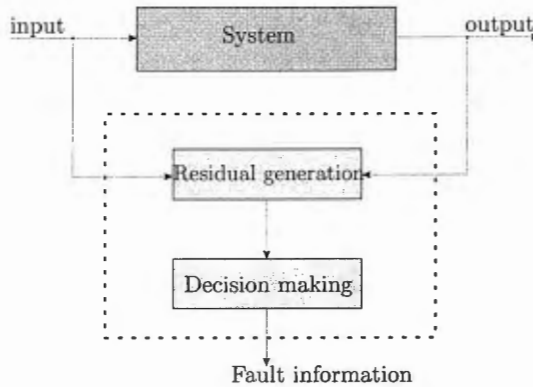 input
System
output
Residual generation
Decision making
Fault information